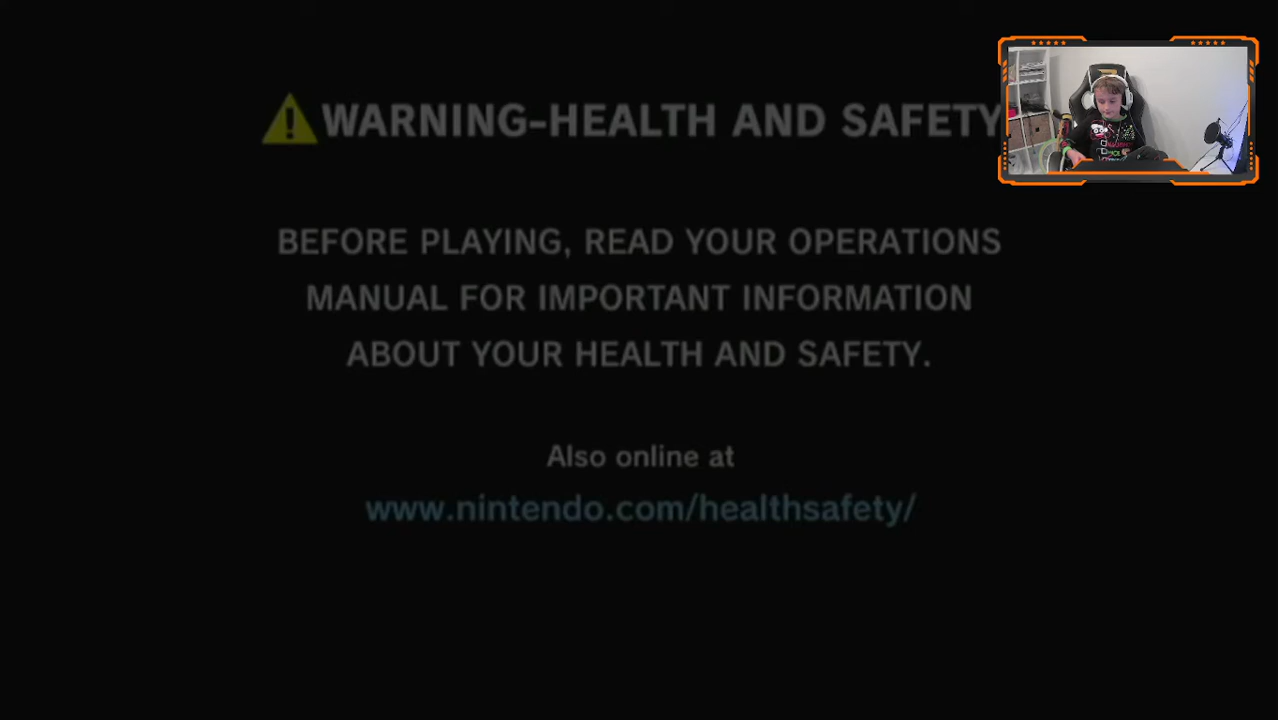 WARNING-HEALTH AND SAFETY
BEFORE PLAYING, READ YOUR OPERATIONS
MANUAL FOR IMPORTANT INFORMATION
ABOUT YOUR HEALTH AND SAFETY.
Also online at
www.nintendo.com/healthsafety/